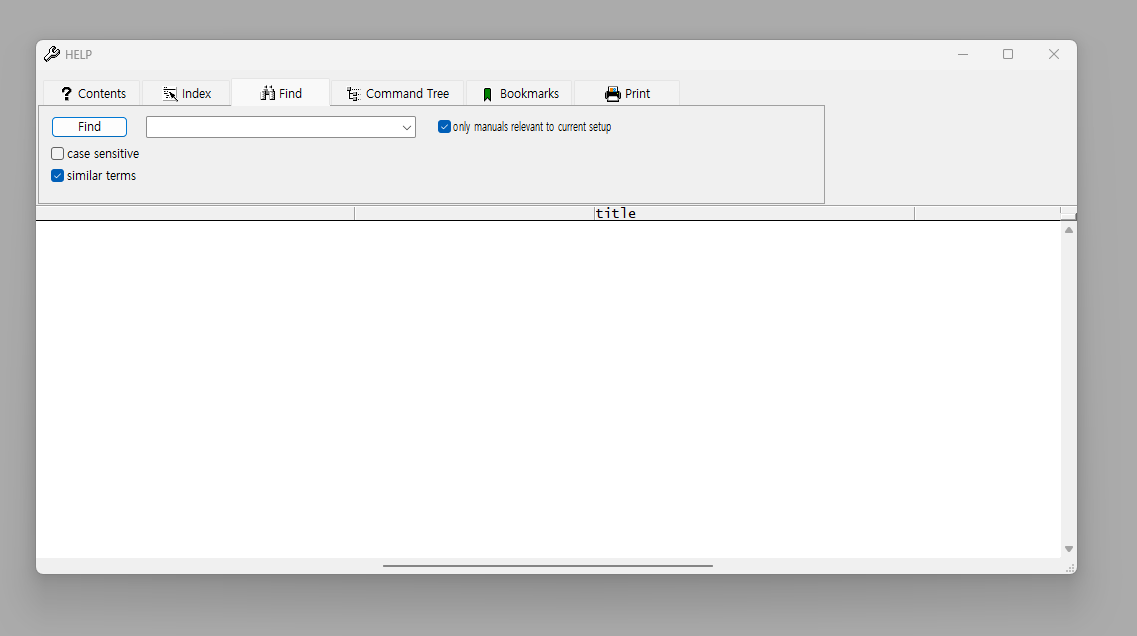 HELP
Contents Index Find Command Tree Bookmarks Print
Find only manuals relevant to current setup
case sensitive
similar terms
title